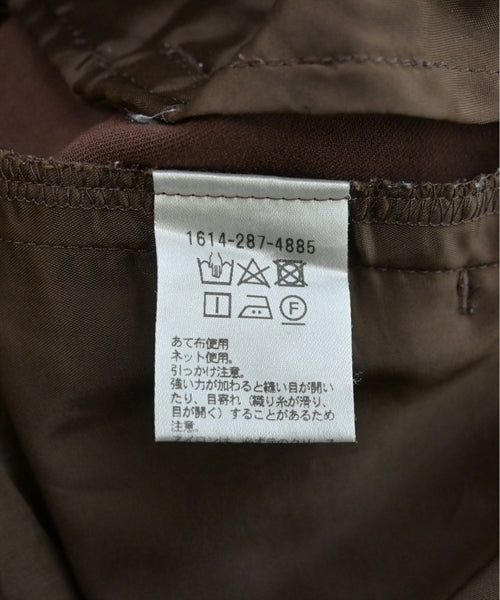 1614-287-4885
F
あて布使用
ネット使用。
引っかけ注意。
強い力が加わると縫い目が開い
たり、目寄れ（織り糸が滑り、
目が開く）することがあるため
注意。